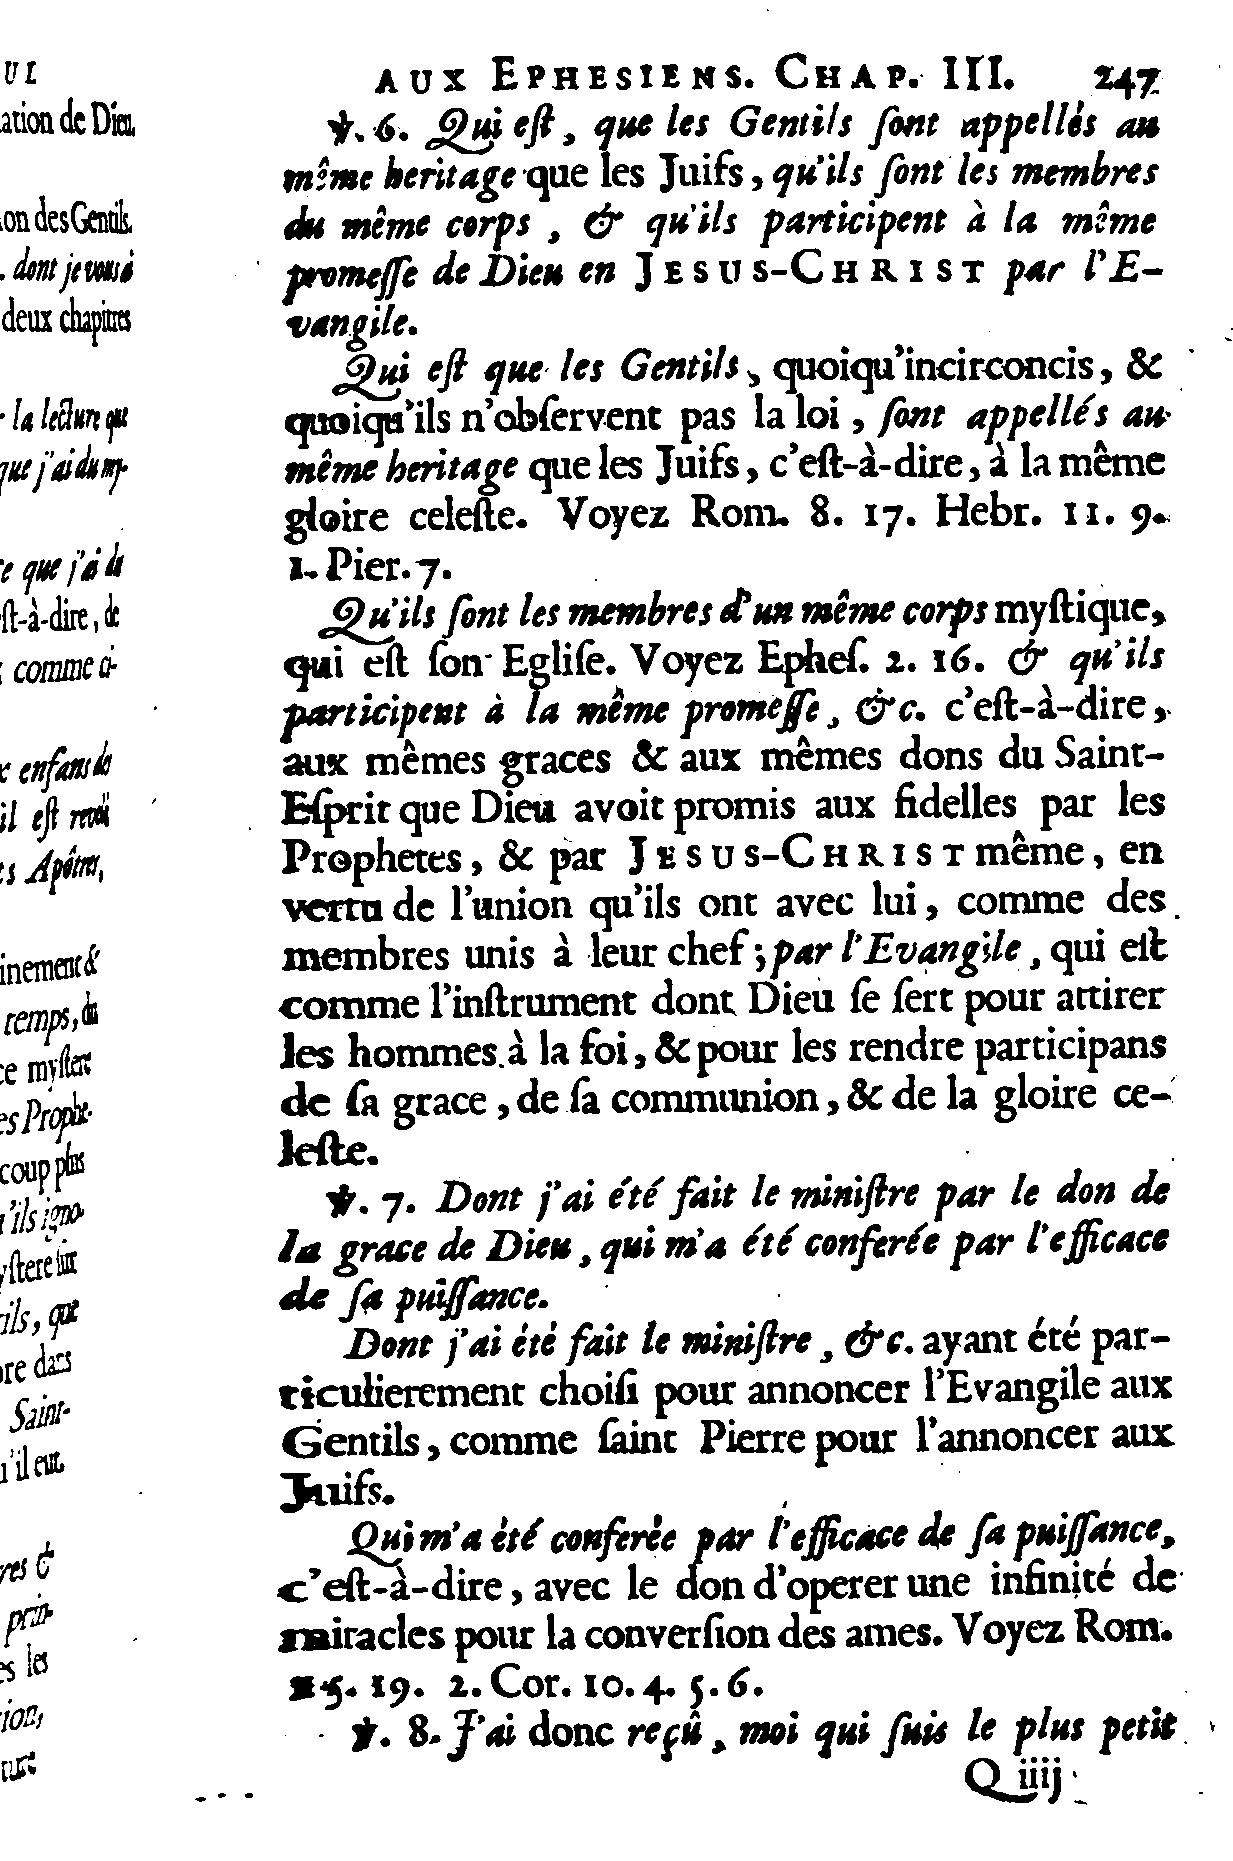 AUX EPHESIENS. CHAP. III. 247
℣. 6. Qui eſt, que les Gentils ſont appellés au
même heritage que les Juifs, qu'ils ſont les membres
du même corps, & qu'ils participent à la même
promeſſe de Dieu en JESUS-CHRIST par l'E-
vangile.
Qui eſt que les Gentils, quoiqu'incirconcis, &
quoiqu'ils n'obſervent pas la loi, ſont appellés au
même heritage que les Juifs, c'eſt-à-dire, à la même
gloire celeſte. Voyez Rom. 8. 17. Hebr. 11. 9.
1. Pier. 7.
Qu'ils ſont les membres d'un même corps myſtique,
qui eſt ſon Egliſe. Voyez Epheſ. 2. 16. & qu'ils
participent à la même promeſſe, &c. c'eſt-à-dire,
aux mêmes graces & aux mêmes dons du Saint-
Eſprit que Dieu avoit promis aux fidelles par les
Prophetes, & par JESUS-CHRIST même, en
vertu de l'union qu'ils ont avec lui, comme des
membres unis à leur chef; par l'Evangile, qui eſt
comme l'inſtrument dont Dieu ſe ſert pour attirer
les hommes à la foi, & pour les rendre participans
de ſa grace, de ſa communion, & de la gloire ce-
leſte.
℣. 7. Dont j'ai été fait le miniſtre par le don de
la grace de Dieu, qui m'a été conferée par l'efficace
de ſa puiſſance.
Dont j'ai été fait le miniſtre, &c. ayant été par-
ticulierement choiſi pour annoncer l'Evangile aux
Gentils, comme ſaint Pierre pour l'annoncer aux
Juifs.
Qui m'a été conferée par l'efficace de ſa puiſſance,
c'eſt-à-dire, avec le don d'operer une infinité de
miracles pour la converſion des ames. Voyez Rom.
15. 19. 2. Cor. 10. 4. 5. 6.
℣. 8. J'ai donc reçû, moi qui ſuis le plus petit
Q iiij
ation de Dieu,
on des Gentils.
dont je vous ai
deux chapitres
la lecture que
que j'ai du my-
que j'ai de
ſt-à-dire, de
comme ci-
enfans des
il eſt revelé
Apôtres,
inement &
temps, du
ce myſtere
es Prophe-
coup plus
'ils igno-
yſtere ſur
ils, que
re dans
Saint-
'il eut
res &
prin-
es les
ion,